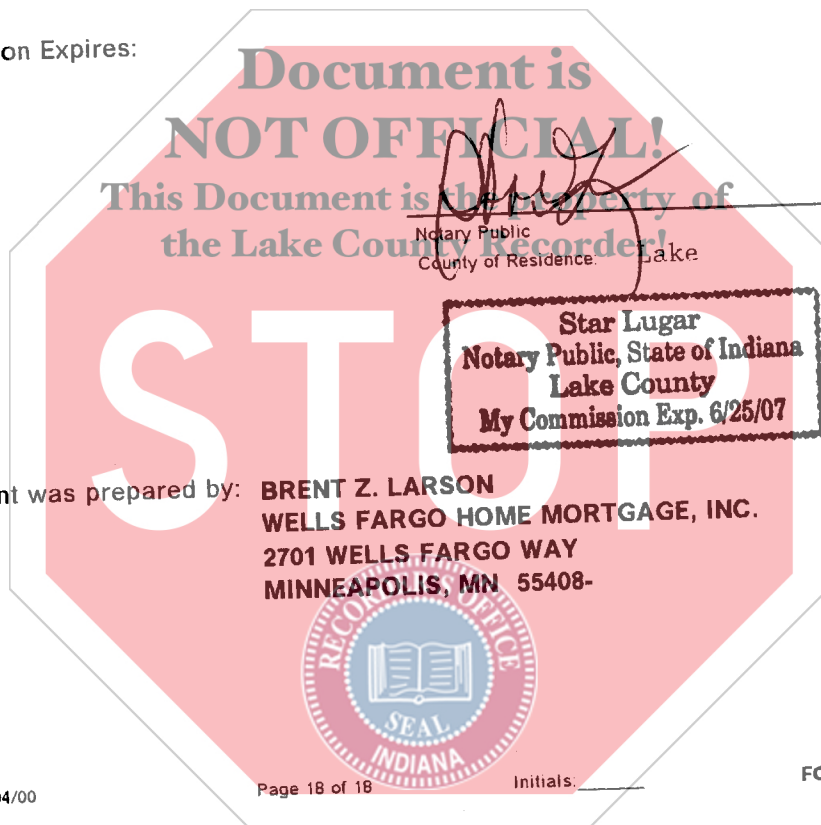 on Expires:
Document is
NOT OFFICIAL!
This Document is the property of
the Lake County Recorder!
Notary Public
County of Residence: Lake
STOP
Star Lugar
Notary Public, State of Indiana
Lake County
My Commission Exp. 6/25/07
nt was prepared by: BRENT Z. LARSON
WELLS FARGO HOME MORTGAGE, INC.
2701 WELLS FARGO WAY
MINNEAPOLIS, MN 55408-
RECORDER'S OFFICE
SEAL
INDIANA
04/00
Page 18 of 18
Initials:
FO